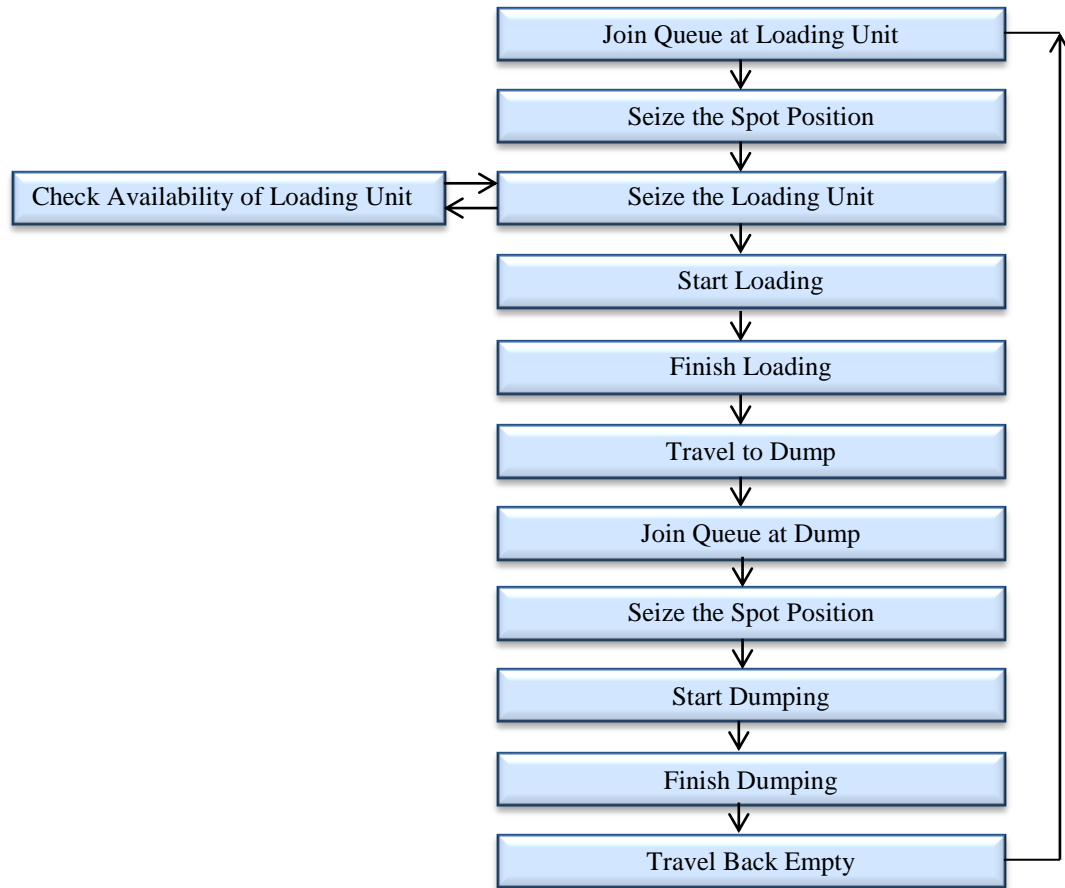 Join Queue at Loading Unit
Seize the Spot Position
Check Availability of Loading Unit
Seize the Loading Unit
Start Loading
Finish Loading
Travel to Dump
Join Queue at Dump
Seize the Spot Position
Start Dumping
Finish Dumping
Travel Back Empty